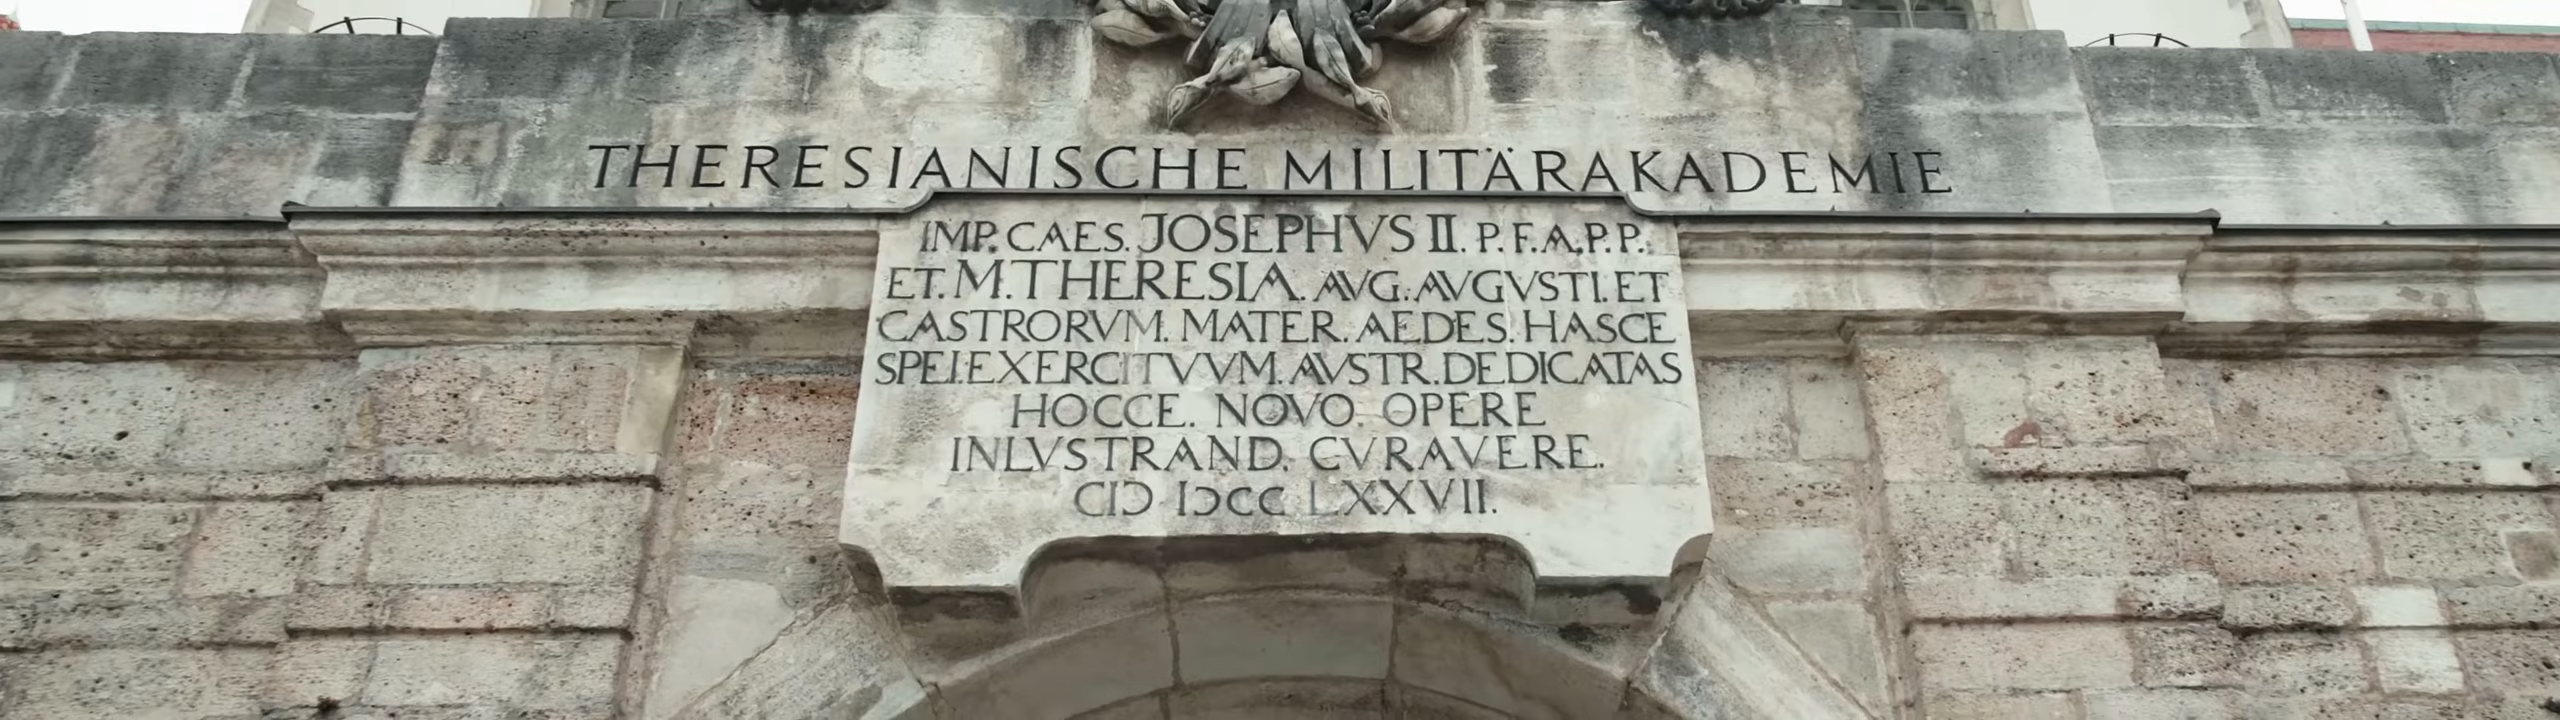 THERESIANISCHE MILITÄRAKADEMIE
IMP. CAES. JOSEPHVS II. P. F. A. P. P.
ET. M. THERESIA. AVG. AVGVSTI. ET
CASTRORVM. MATER. AEDES. HASCE
SPEI. EXERCITVVM. AVSTR. DEDICATAS
HOCCE. NOVO. OPERE
INLVSTRAND. CVRAVERE.
CIↃ IↃCC LXXVII.